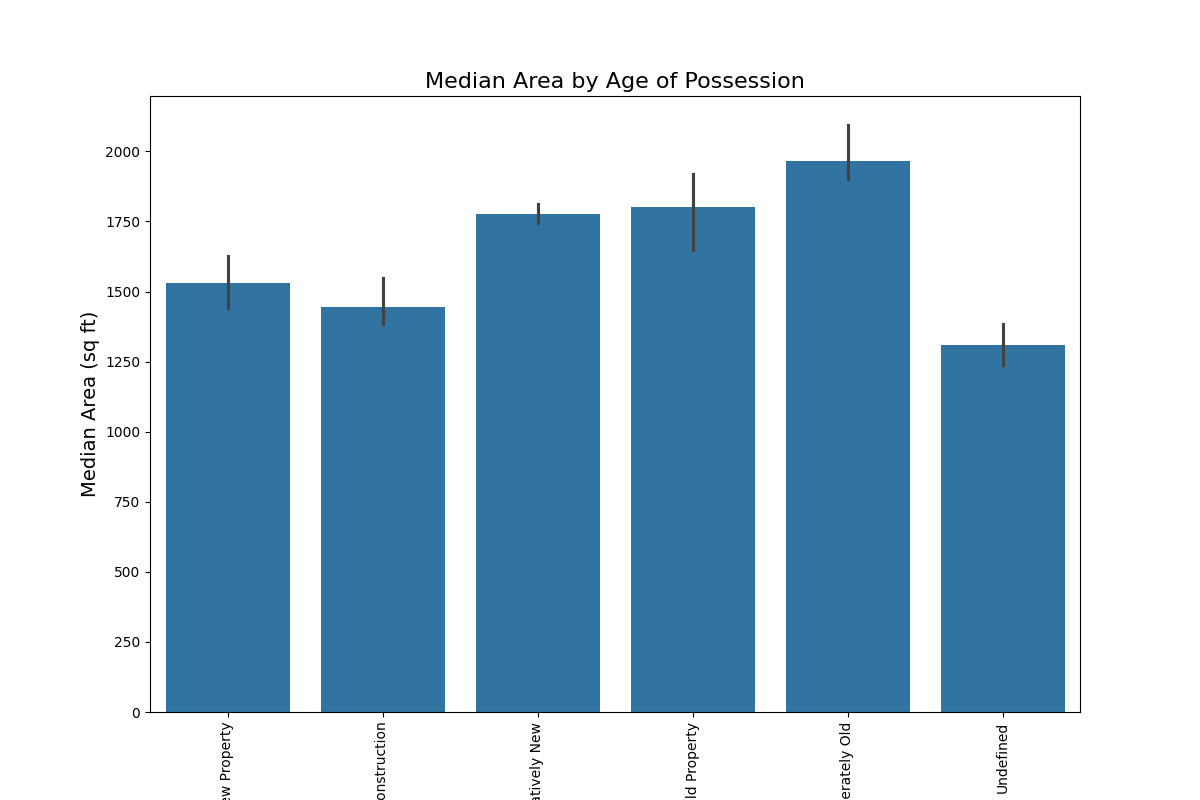 Median Area by Age of Possession
Median Area (sq ft)
2000
1750
1500
1250
1000
750
500
250
0
ew Property
onstruction
atively New
ld Property
erately Old
Undefined